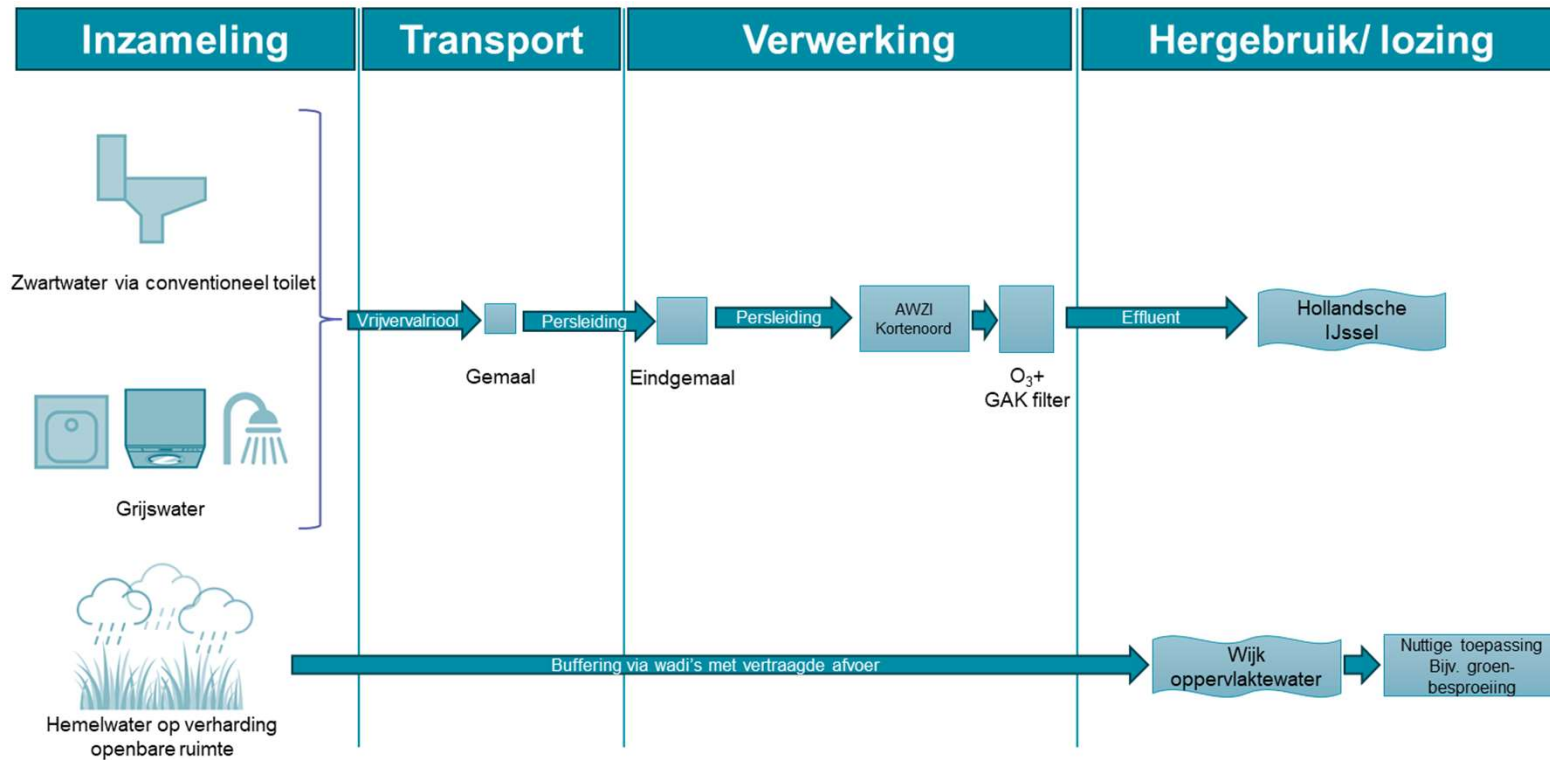 Inzameling
Transport
Verwerking
Hergebruik/ lozing
Zwartwater via conventioneel toilet
Vrijvervalriool
Persleiding
Persleiding
AWZI
Kortenoord
Effluent
Hollandsche
IJssel
Gemaal
Eindgemaal
O₃+
GAK filter
Grijswater
Buffering via wadi's met vertraagde afvoer
Wijk
oppervlaktewater
Nuttige toepassing
Bijv. groen-
besproeiing
Hemelwater op verharding
openbare ruimte